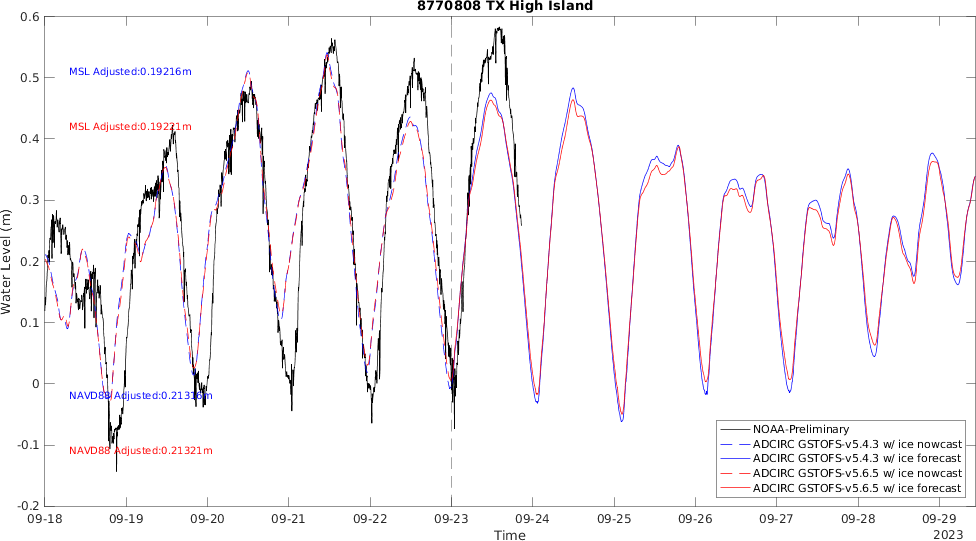 8770808 TX High Island
0.6
0.5
0.4
0.3
0.2
0.1
0
-0.1
-0.2
Water Level (m)
MSL Adjusted:0.19216m
MSL Adjusted:0.19221m
NAVD88 Adjusted:0.21316m
NAVD88 Adjusted:0.21321m
NOAA-Preliminary
ADCIRC GSTOFS-v5.4.3 w/ ice nowcast
ADCIRC GSTOFS-v5.4.3 w/ ice forecast
ADCIRC GSTOFS-v5.6.5 w/ ice nowcast
ADCIRC GSTOFS-v5.6.5 w/ ice forecast
09-18 09-19 09-20 09-21 09-22 09-23 09-24 09-25 09-26 09-27 09-28 09-29
2023
Time